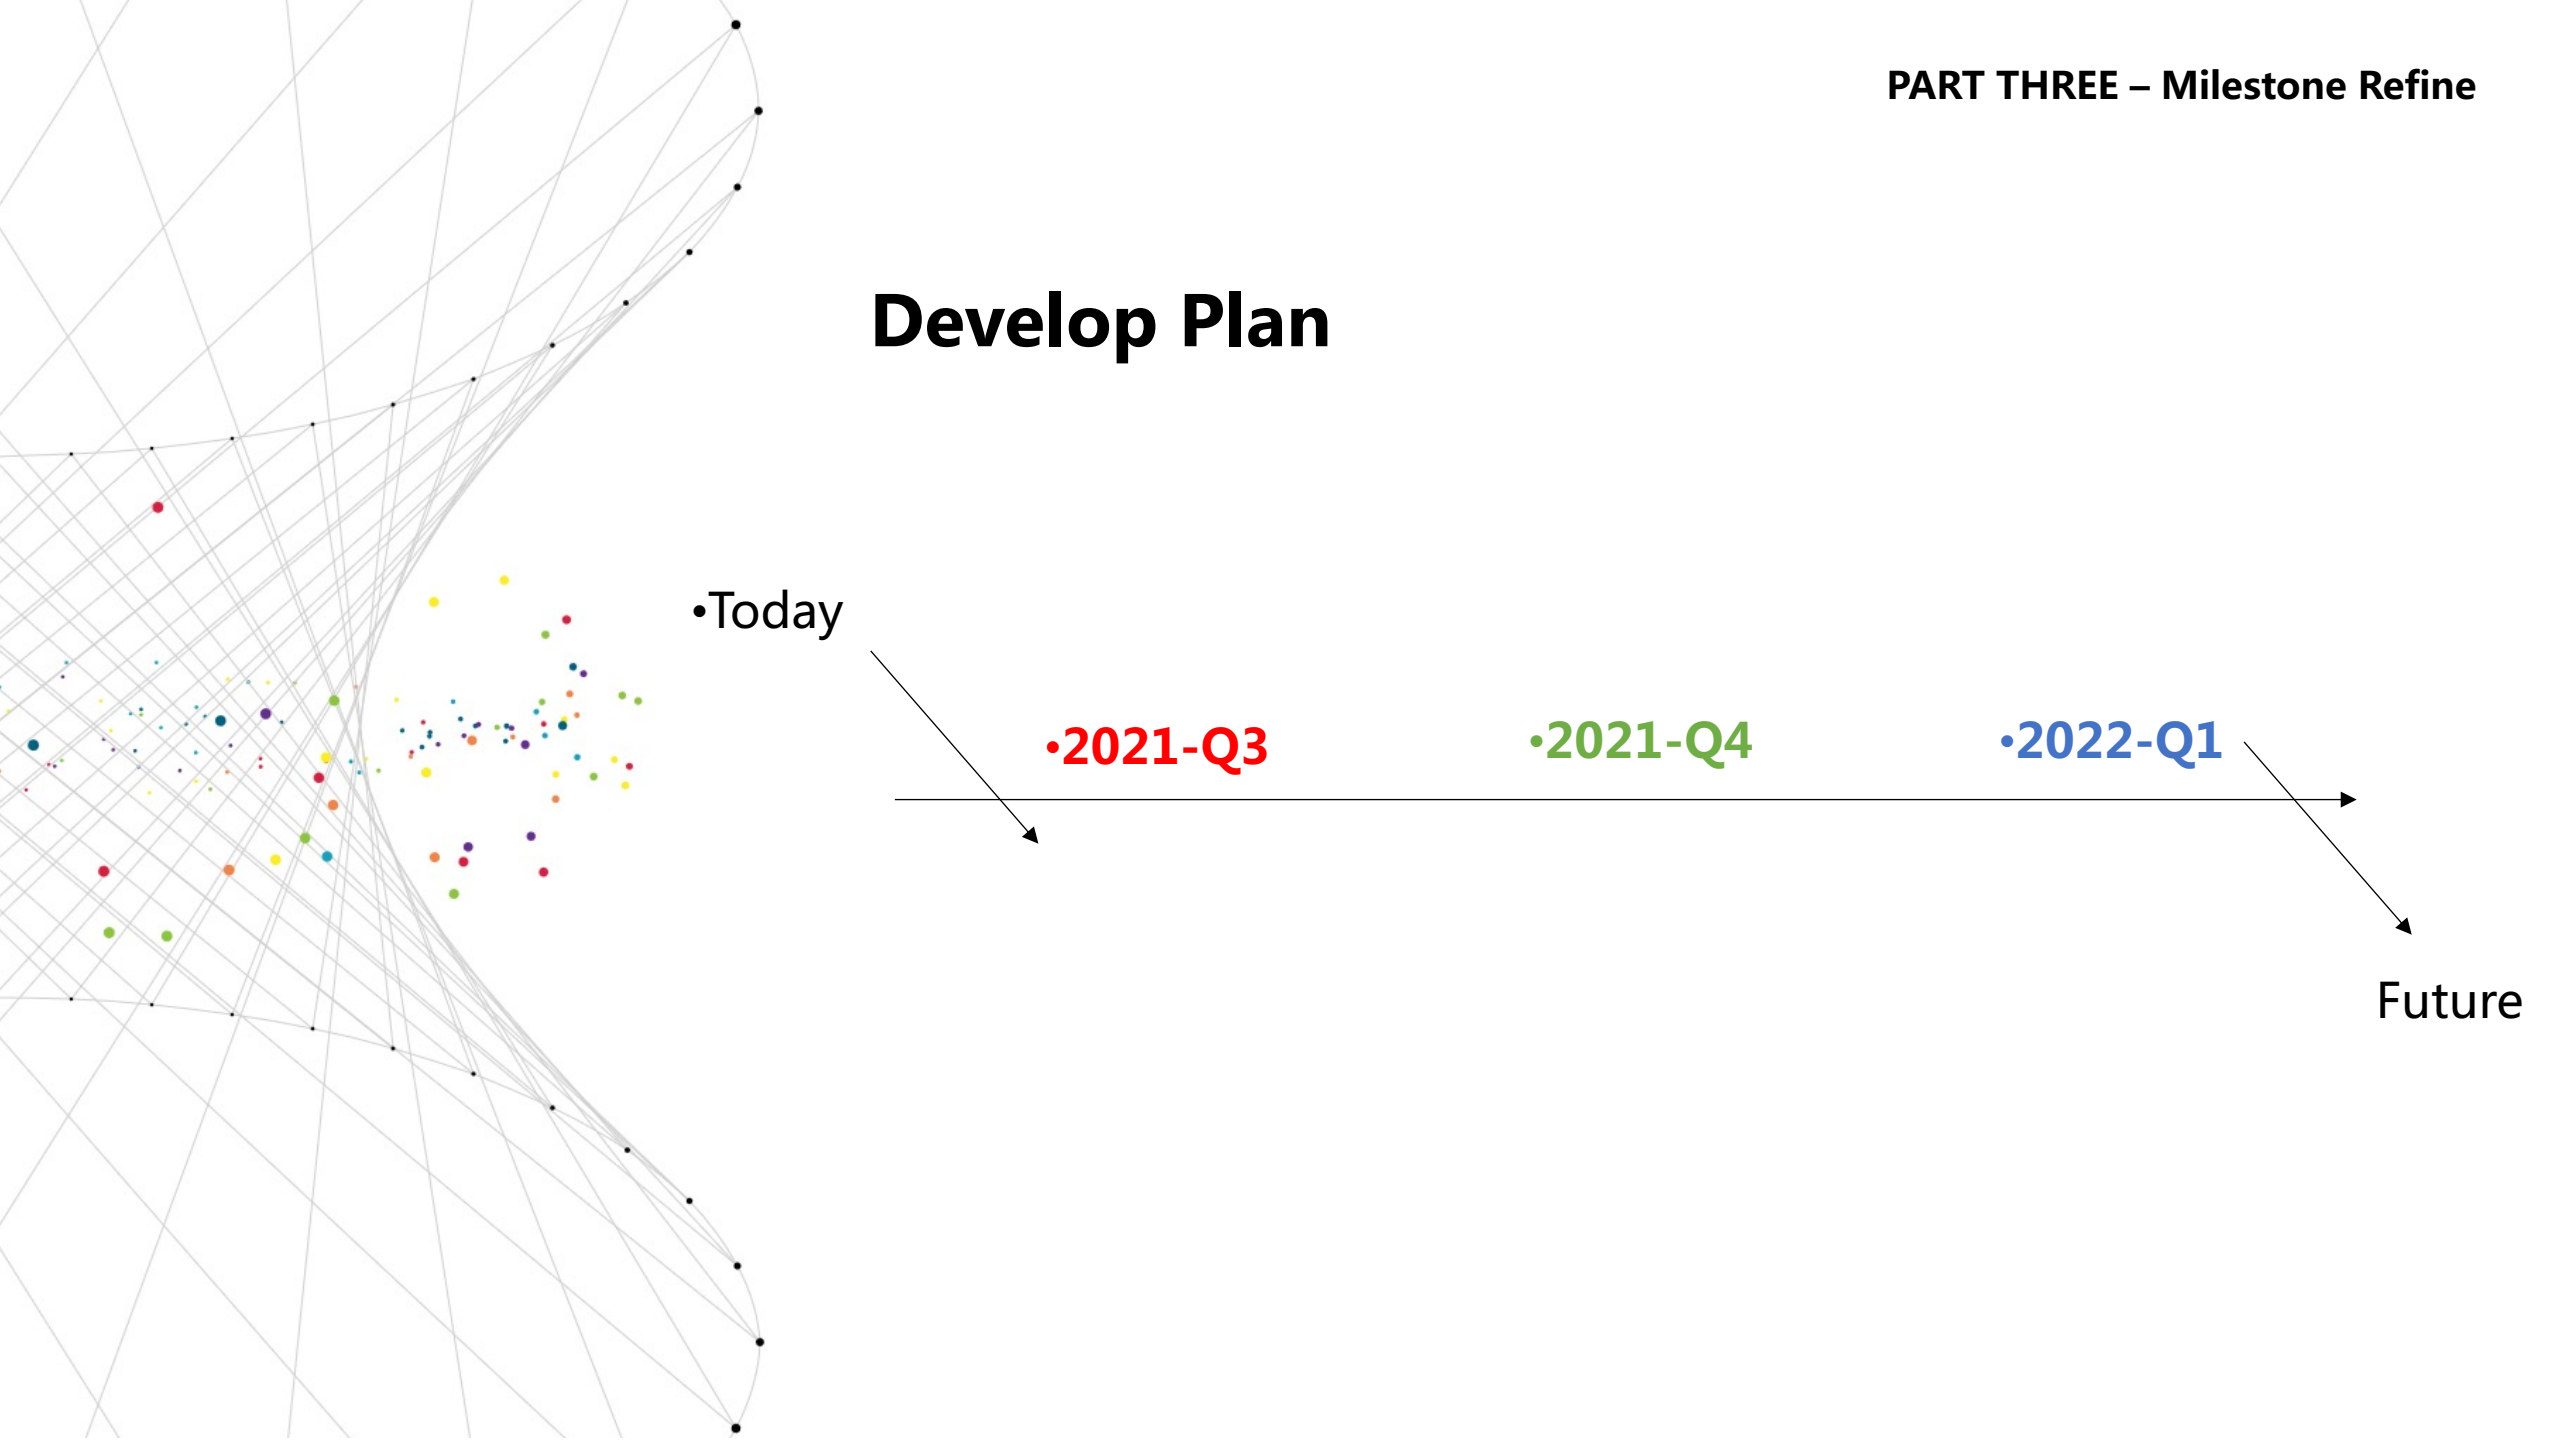 PART THREE – Milestone Refine
Develop Plan
•Today
•2021-Q3
•2021-Q4
•2022-Q1
Future